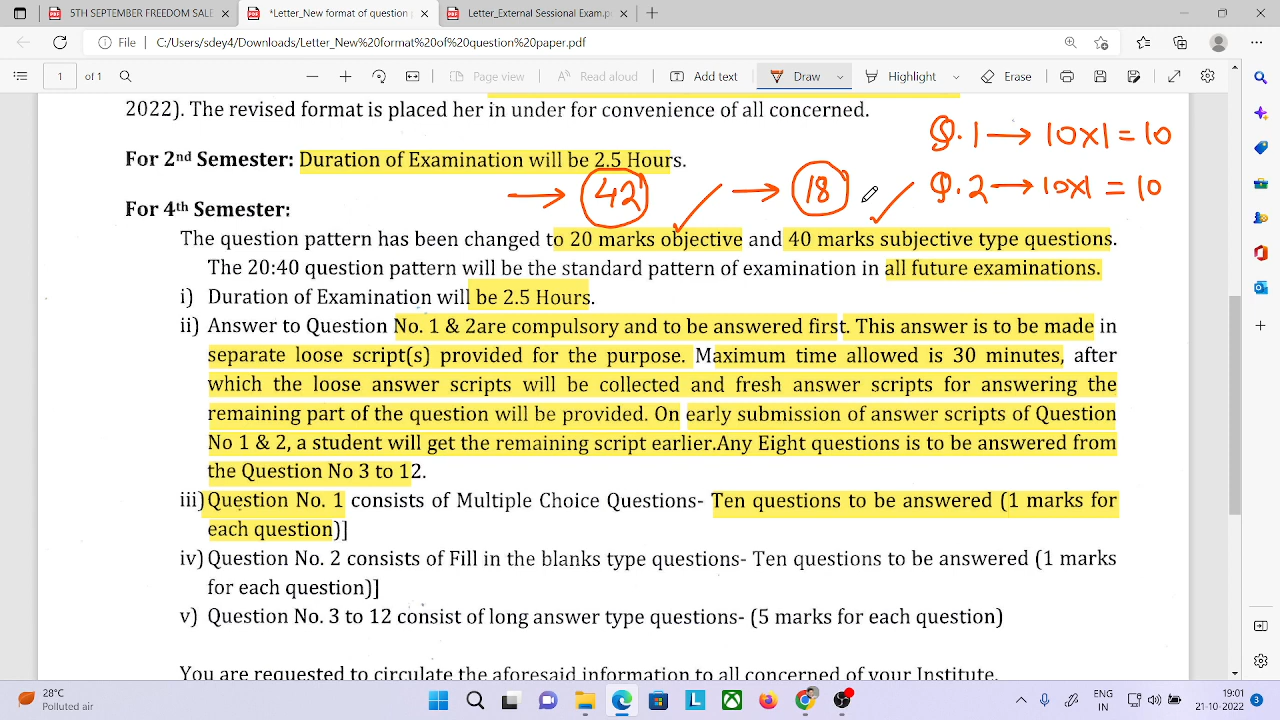 5TH SEPTEMBER FREEDOM SALE
*Letter_New format of question p
Letter_External Sessional Exam.p
File
C:/Users/sdey4/Downloads/Letter_New%20format%20of%20question%20paper.pdf
1 of 1
Page view
Read aloud
Add text
Draw
Highlight
Erase
2022). The revised format is placed her in under for convenience of all concerned.
Q.1 → 10x1 = 10
For 2nd Semester: Duration of Examination will be 2.5 Hours.
→ 42 → 18 Q.2 → 10x1 = 10
For 4th Semester:
The question pattern has been changed to 20 marks objective and 40 marks subjective type questions.
The 20:40 question pattern will be the standard pattern of examination in all future examinations.
i) Duration of Examination will be 2.5 Hours.
ii) Answer to Question No. 1 & 2are compulsory and to be answered first. This answer is to be made in
separate loose script(s) provided for the purpose. Maximum time allowed is 30 minutes, after
which the loose answer scripts will be collected and fresh answer scripts for answering the
remaining part of the question will be provided. On early submission of answer scripts of Question
No 1 & 2, a student will get the remaining script earlier.Any Eight questions is to be answered from
the Question No 3 to 12.
iii) Question No. 1 consists of Multiple Choice Questions- Ten questions to be answered (1 marks for
each question)]
iv) Question No. 2 consists of Fill in the blanks type questions- Ten questions to be answered (1 marks
for each question)]
v) Question No. 3 to 12 consist of long answer type questions- (5 marks for each question)
You are requested to circulate the aforesaid information to all concerned of your Institute.
28°C
Polluted air
ENG
IN
19:01
21-10-2022
3